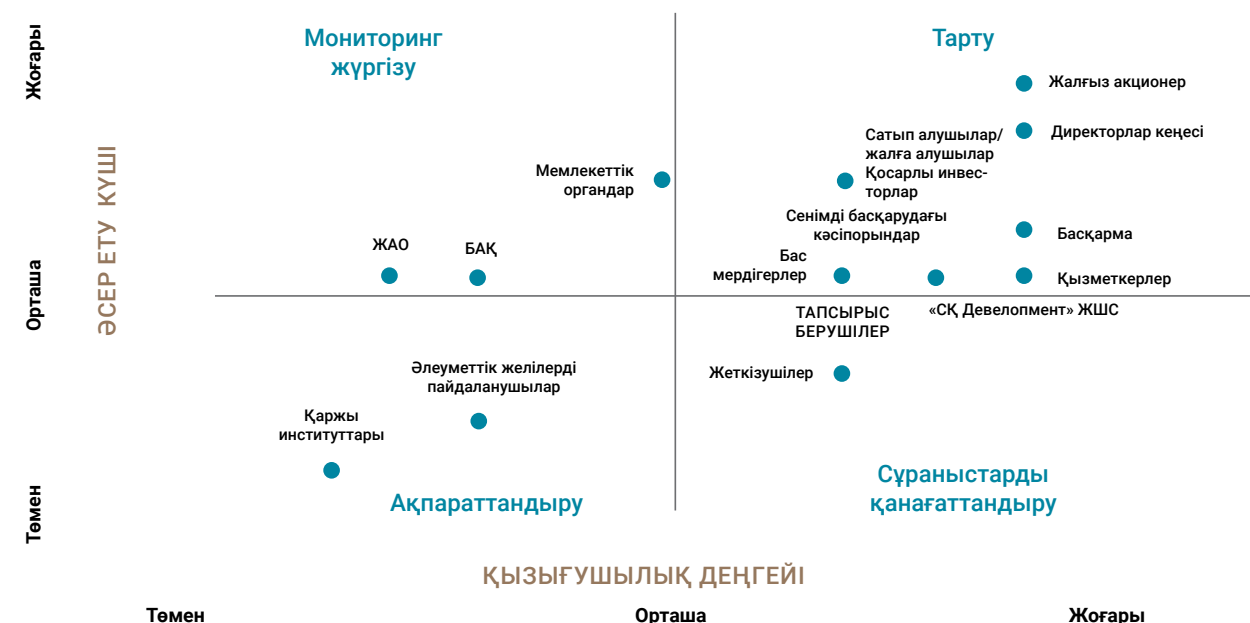 Жоғары
Орташа
Төмен
ӘСЕР ЕТУ КҮШІ
Мониторинг
жүргізу
Тарту
Жалғыз акционер
Директорлар кеңесі
Сатып алушылар/
жалға алушылар
Қосарлы инвес-
торлар
Мемлекеттік
органдар
Сенімді басқарудағы
кәсіпорындар
Басқарма
ЖАО
БАҚ
Бас
мердігерлер
Қызметкерлер
ТАПСЫРЫС
БЕРУШІЛЕР
«СҚ Девелопмент» ЖШС
Жеткізушілер
Әлеуметтік желілерді
пайдаланушылар
Қаржы
институттары
Ақпараттандыру
Сұраныстарды
қанағаттандыру
ҚЫЗЫҒУШЫЛЫҚ ДЕҢГЕЙІ
Төмен
Орташа
Жоғары